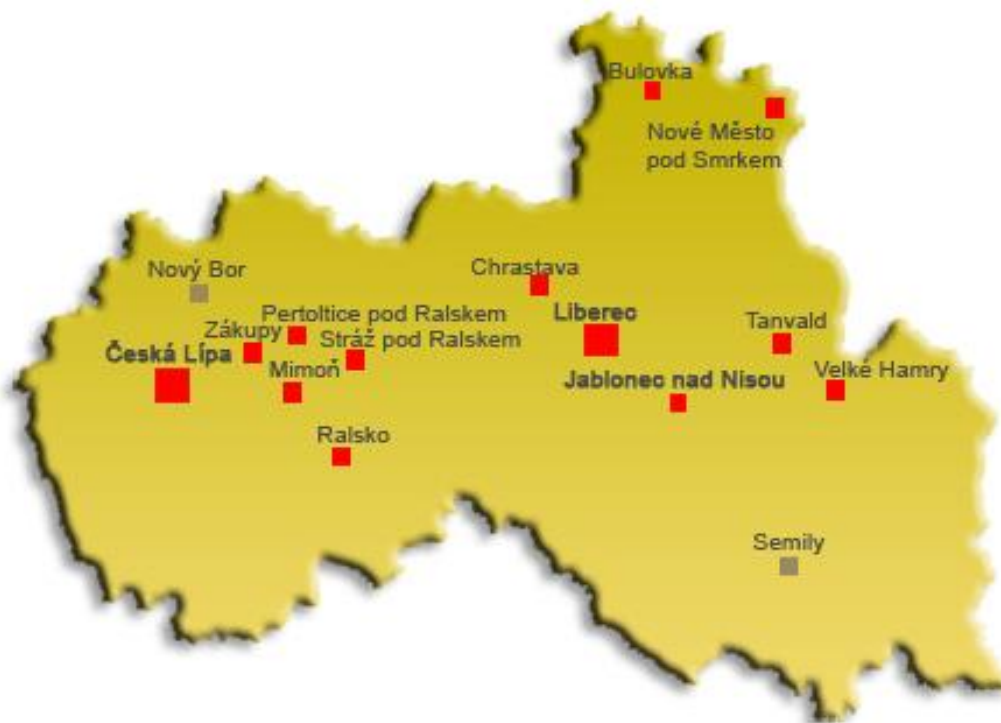 Bulovka
Nové Město
pod Smrkem
Chrastava
Nový Bor
Pertoltice pod Ralskem
Liberec
Zákupy
Stráž pod Ralskem
Tanvald
Česká Lípa
Mimoň
Jablonec nad Nisou
Velké Hamry
Ralsko
Semily